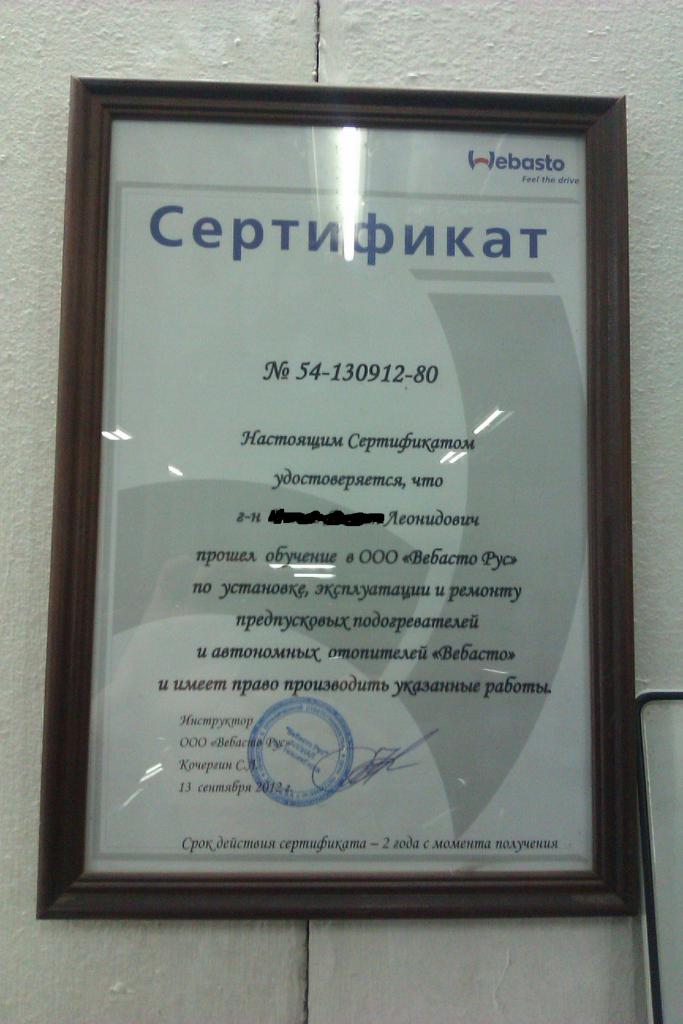 Webasto
Feel the drive
Сертификат
№ 54-130912-80
Настоящим Сертификатом
удостоверяется, что
г-н Леонидович
прошел обучение в ООО «Вебасто Рус»
по установке, эксплуатации и ремонту
предпусковых подогревателей
и автономных отопителей «Вебасто»
и имеет право производить указанные работы.
Инструктор
ООО «Вебасто Рус»
Кочергин С.
13 сентября 2012 г.
"Вебасто Рус"
Срок действия сертификата – 2 года с момента получения